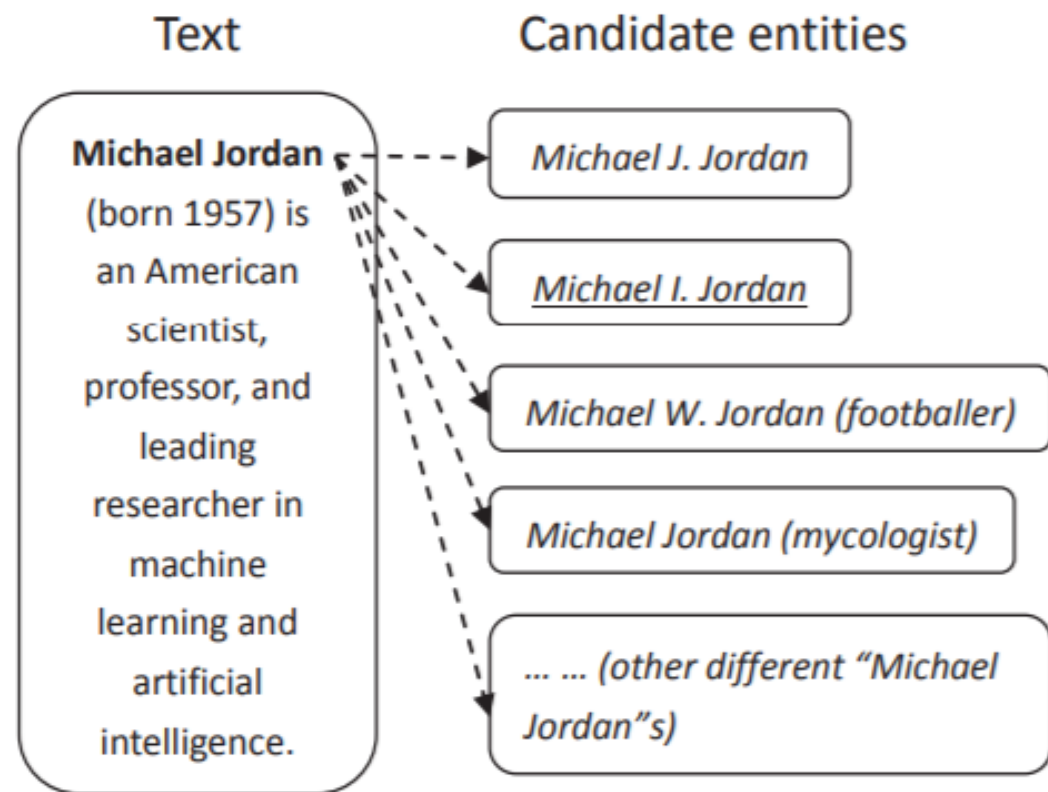 Text
Candidate entities
Michael Jordan
(born 1957) is
an American
scientist,
professor, and
leading
researcher in
machine
learning and
artificial
intelligence.
Michael J. Jordan
Michael I. Jordan
Michael W. Jordan (footballer)
Michael Jordan (mycologist)
... ... (other different “Michael
Jordan”s)